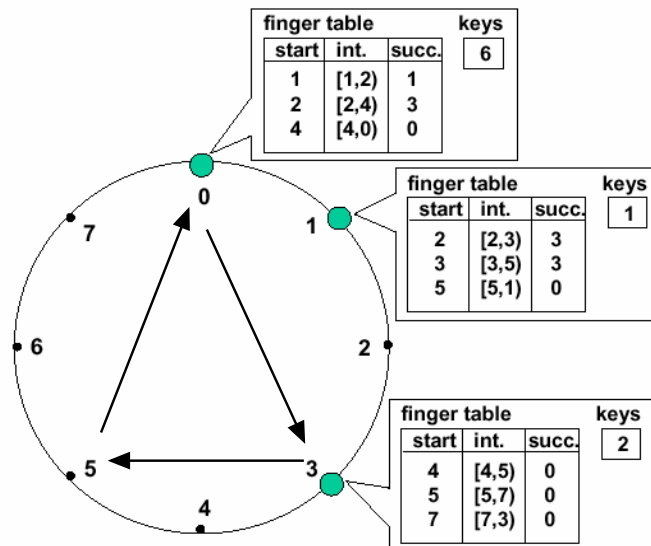 finger table keys
start int. succ. 6
1 [1,2) 1
2 [2,4) 3
4 [4,0) 0
0
finger table keys
start int. succ. 1
2 [2,3) 3
3 [3,5) 3
5 [5,1) 0
7
1
6
2
finger table keys
start int. succ. 2
4 [4,5) 0
5 [5,7) 0
7 [7,3) 0
5
3
4